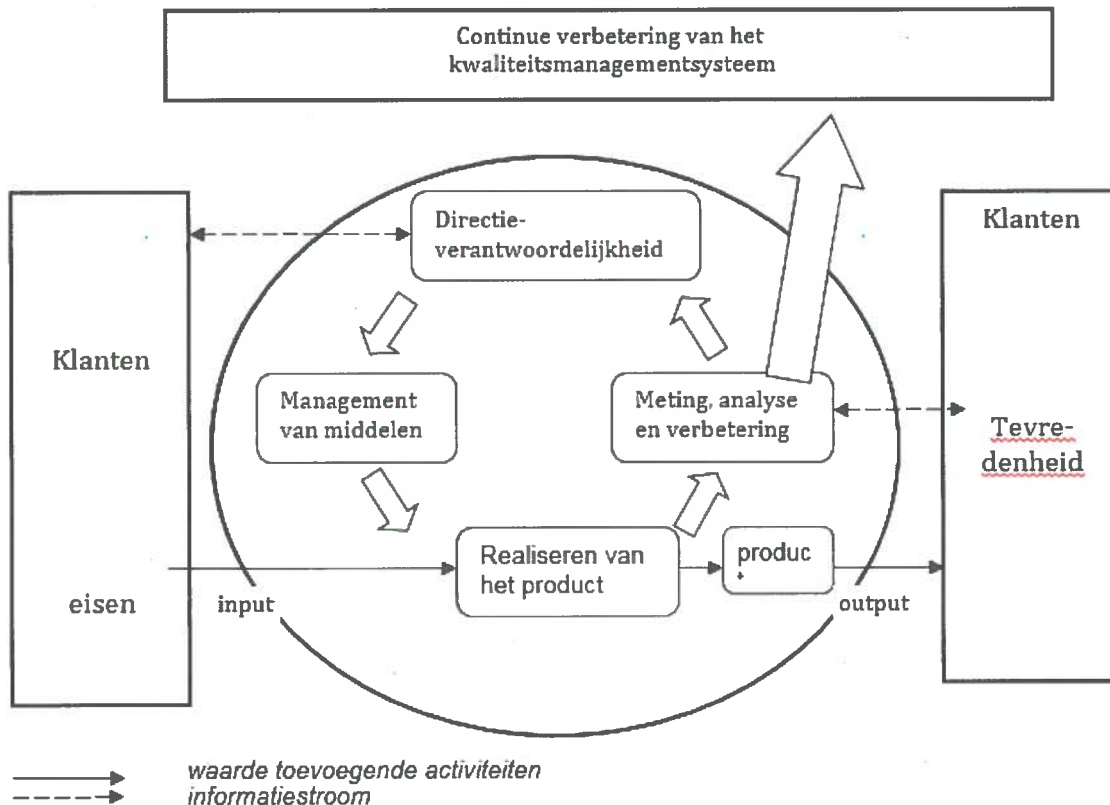 Continue verbetering van het
kwaliteitsmanagementsysteem
Klanten
eisen
Directie-
verantwoordelijkheid
Management
van middelen
Meting, analyse
en verbetering
Realiseren van
het product
produc
input
output
Klanten
Tevre-
denheid
waarde toevoegende activiteiten
informatiestroom